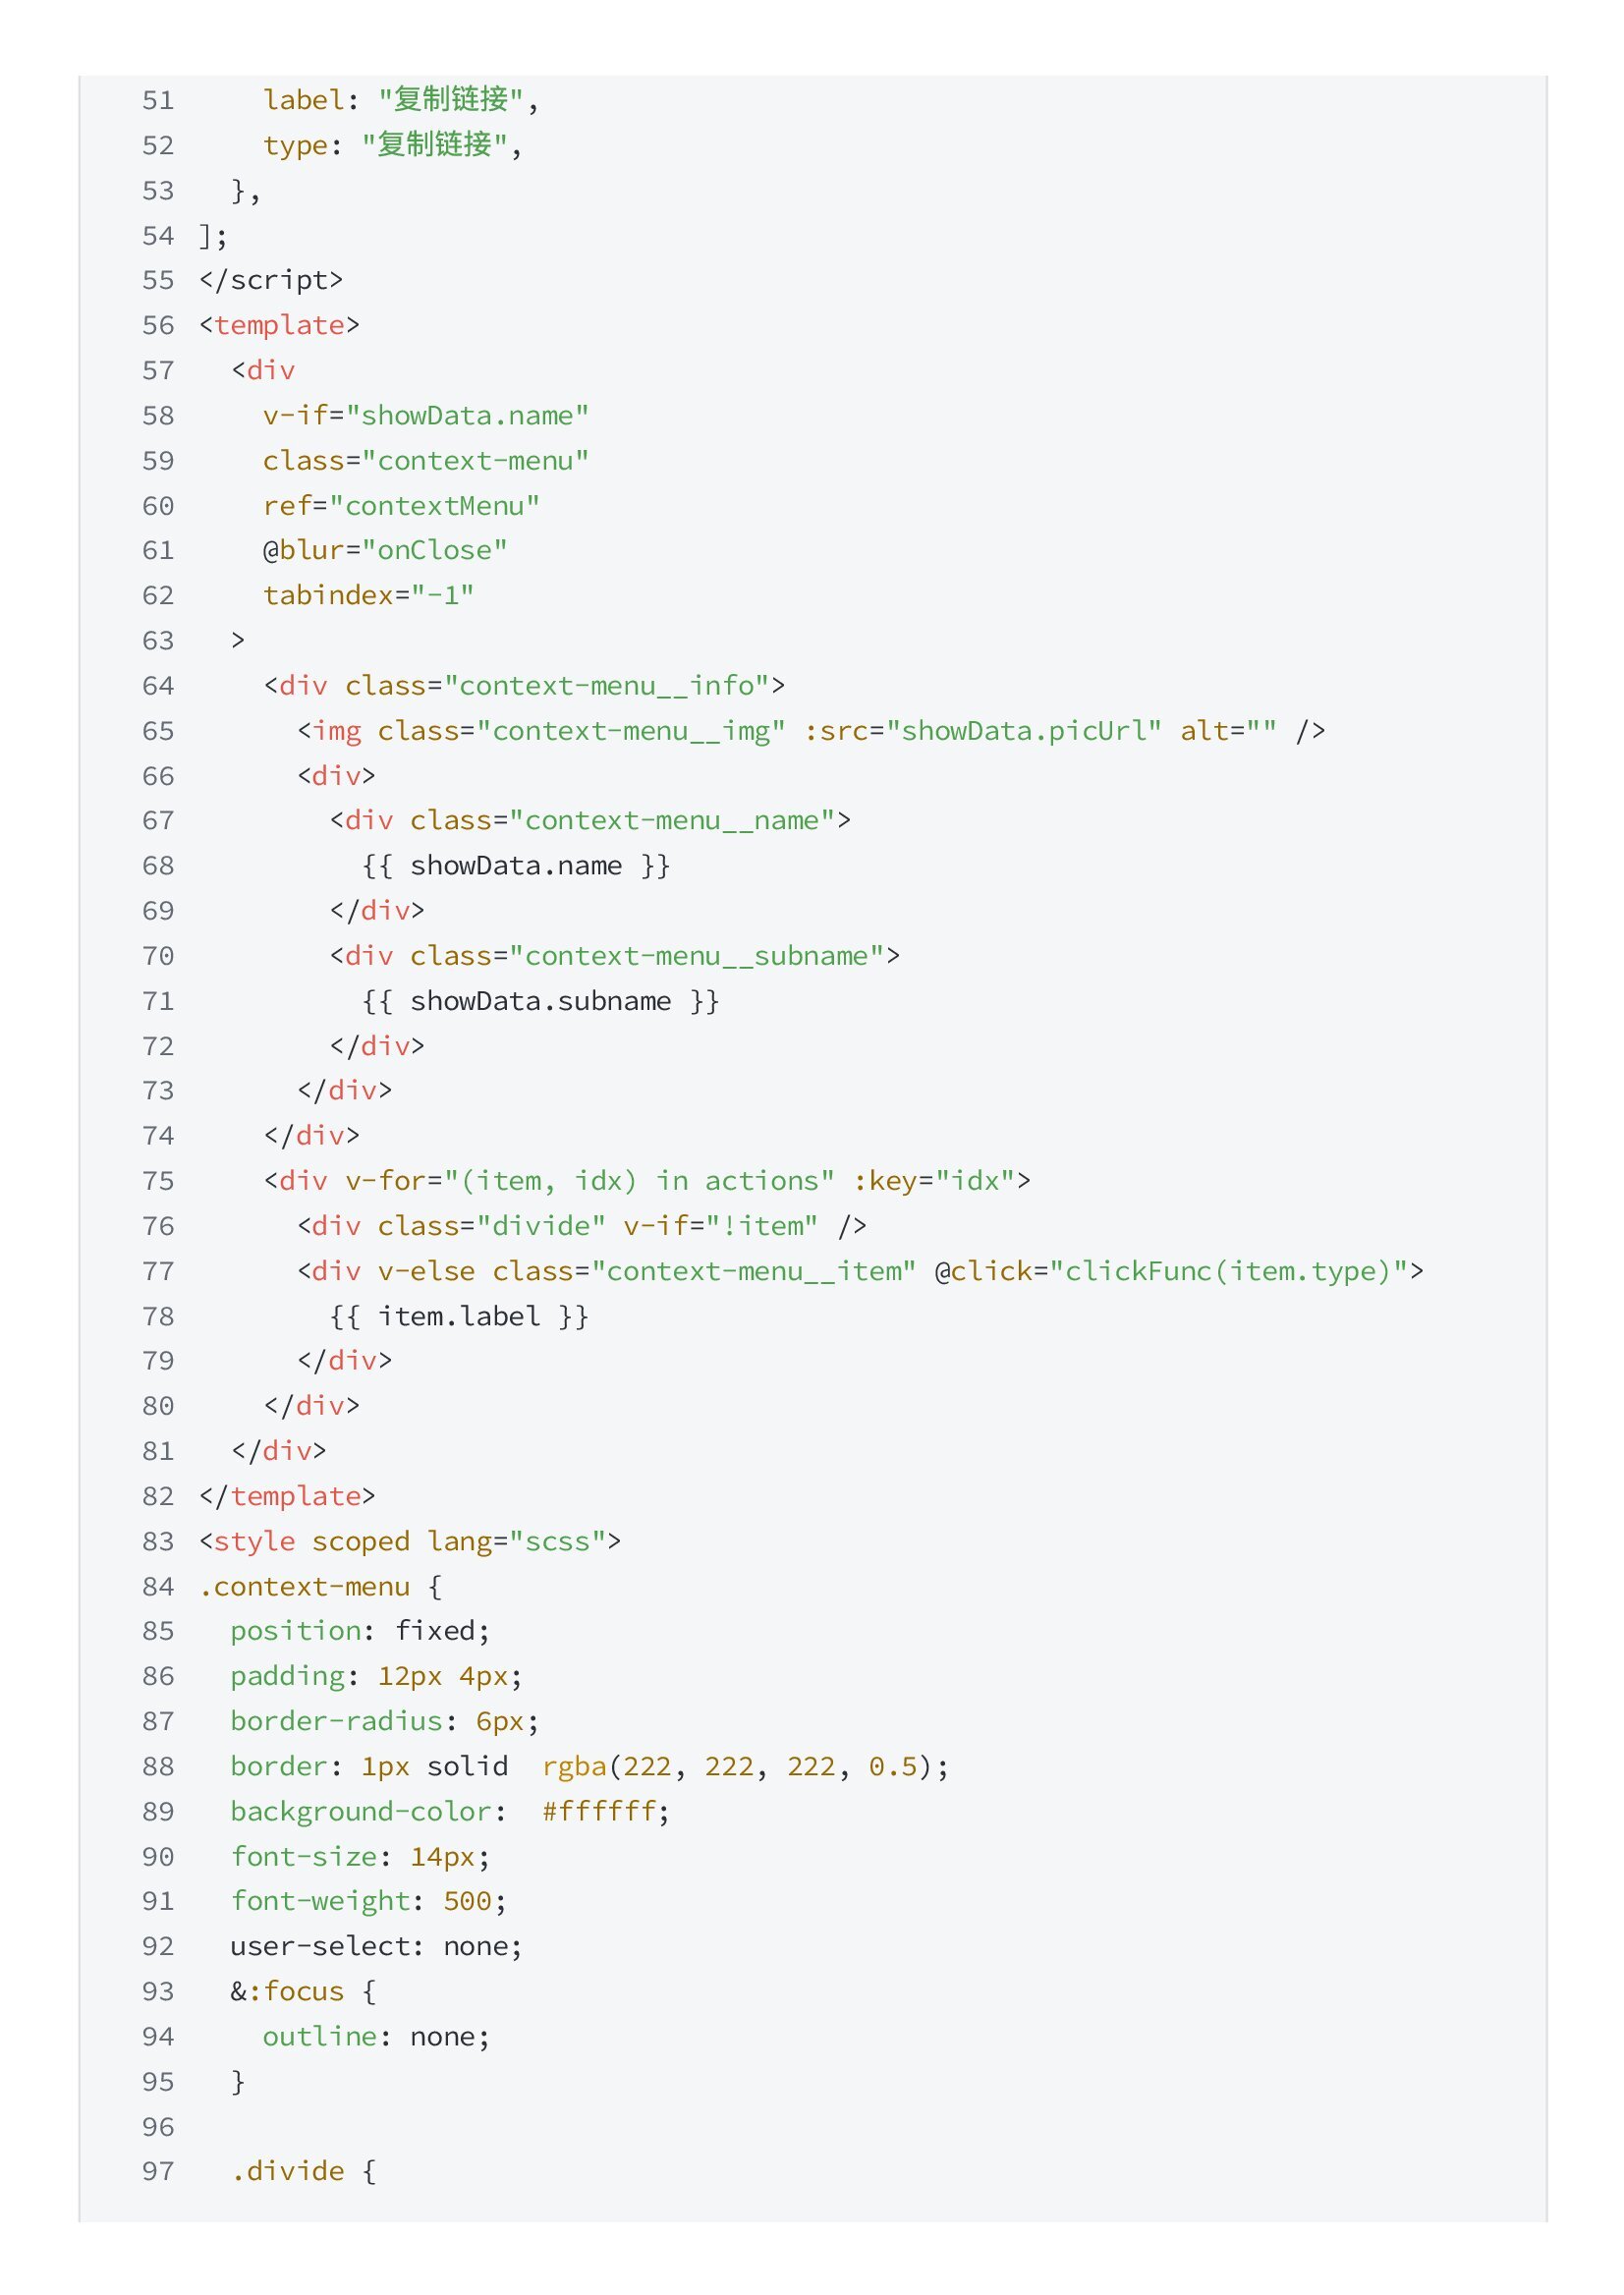 51     label: "复制链接",
52     type: "复制链接",
53   },
54 ];
55 </script>
56 <template>
57   <div
58     v-if="showData.name"
59     class="context-menu"
60     ref="contextMenu"
61     @blur="onClose"
62     tabindex="-1"
63   >
64     <div class="context-menu__info">
65       <img class="context-menu__img" :src="showData.picUrl" alt="" />
66       <div>
67         <div class="context-menu__name">
68           {{ showData.name }}
69         </div>
70         <div class="context-menu__subname">
71           {{ showData.subname }}
72         </div>
73       </div>
74     </div>
75     <div v-for="(item, idx) in actions" :key="idx">
76       <div class="divide" v-if="!item" />
77       <div v-else class="context-menu__item" @click="clickFunc(item.type)">
78         {{ item.label }}
79       </div>
80     </div>
81   </div>
82 </template>
83 <style scoped lang="scss">
84 .context-menu {
85   position: fixed;
86   padding: 12px 4px;
87   border-radius: 6px;
88   border: 1px solid  rgba(222, 222, 222, 0.5);
89   background-color:  #ffffff;
90   font-size: 14px;
91   font-weight: 500;
92   user-select: none;
93   &:focus {
94     outline: none;
95   }
96
97   .divide {